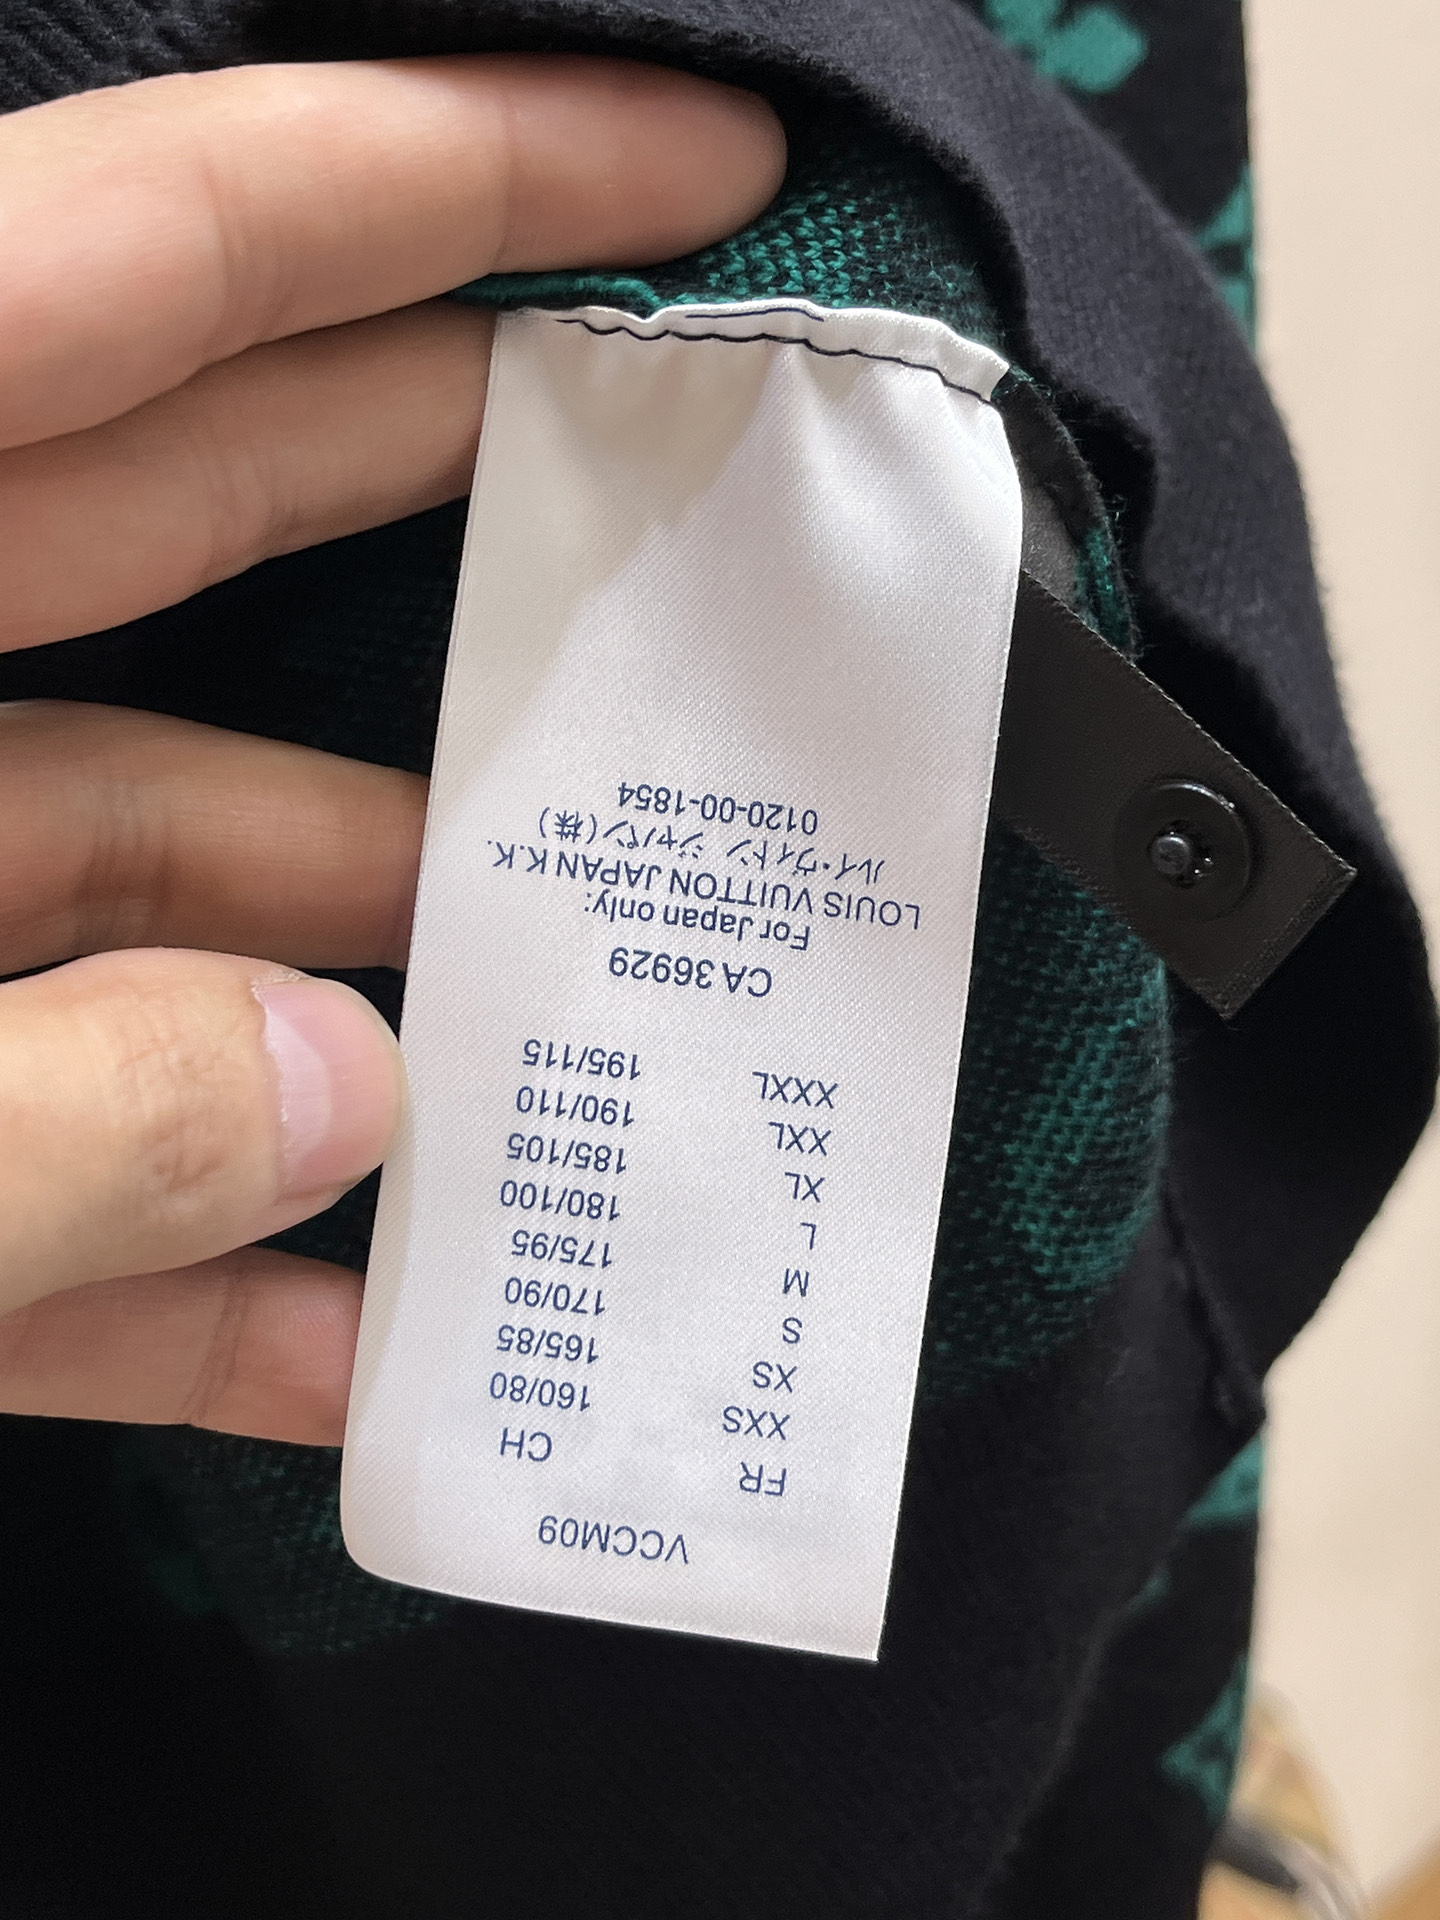 VCCM09
FR CH
XXS 160/80
XS 165/85
S 170/90
M 175/95
L 180/100
XL 185/105
XXL 190/110
XXXL 195/115
CA 36929
For Japan only:
LOUIS VUITTON JAPAN K.K.
ルイ・ヴィトン ジャパン(株)
0120-00-1854